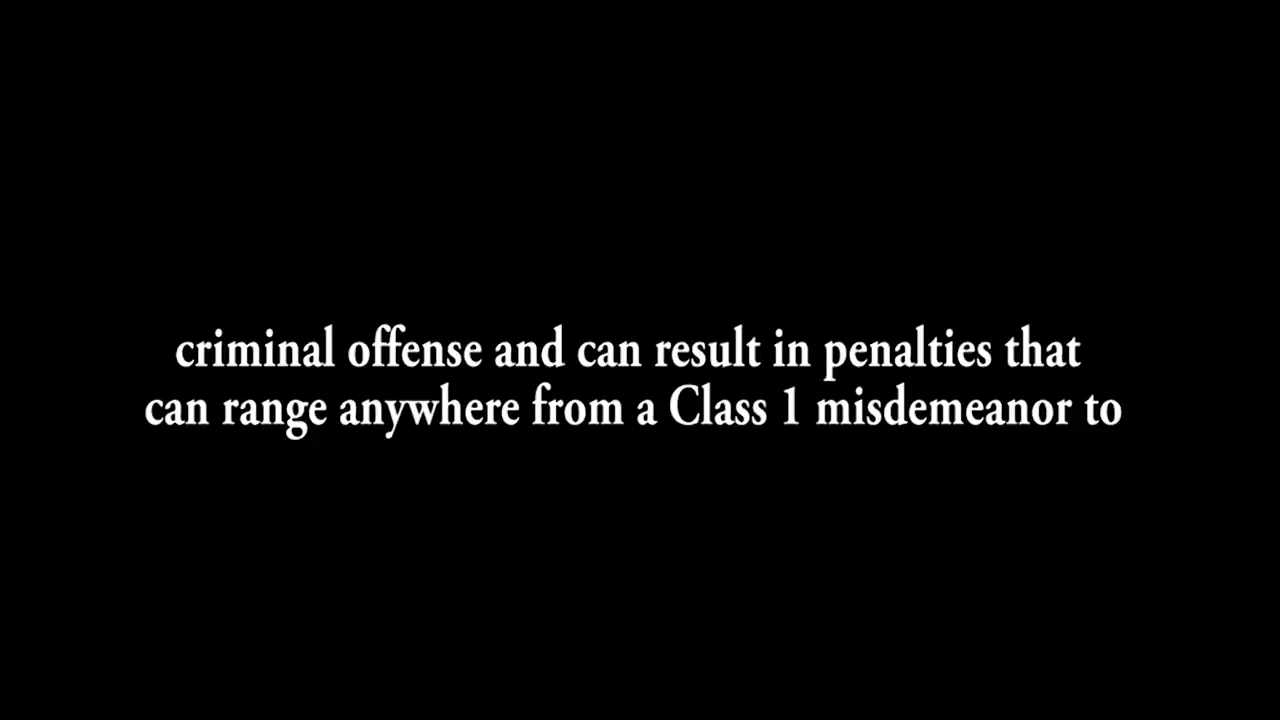 criminal offense and can result in penalties that
can range anywhere from a Class 1 misdemeanor to